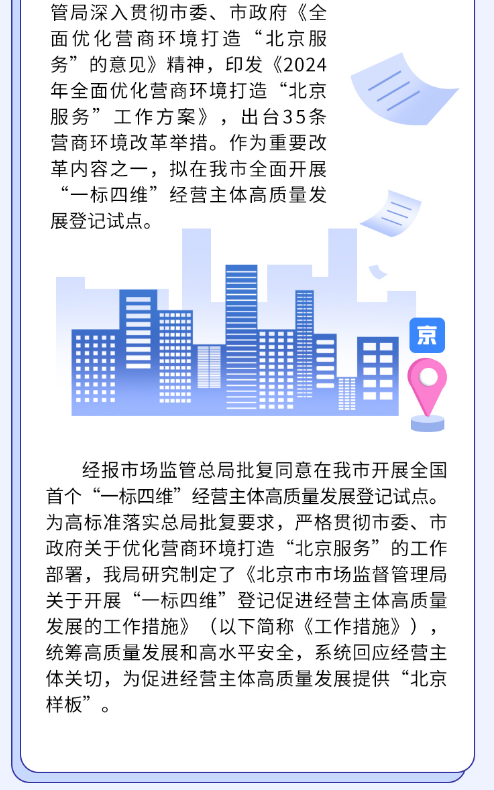 管局深入贯彻市委、市政府《全
面优化营商环境打造“北京服
务”的意见》精神，印发《2024
年全面优化营商环境打造“北京
服务”工作方案》，出台35条
营商环境改革举措。作为重要改
革内容之一，拟在我市全面开展
“一标四维”经营主体高质量发
展登记试点。
京
经报市场监管总局批复同意在我市开展全国
首个“一标四维”经营主体高质量发展登记试点。
为高标准落实总局批复要求，严格贯彻市委、市
政府关于优化营商环境打造“北京服务”的工作
部署，我局研究制定了《北京市市场监督管理局
关于开展“一标四维”登记促进经营主体高质量
发展的工作措施》（以下简称《工作措施》），
统筹高质量发展和高水平安全，系统回应经营主
体关切，为促进经营主体高质量发展提供“北京
样板”。